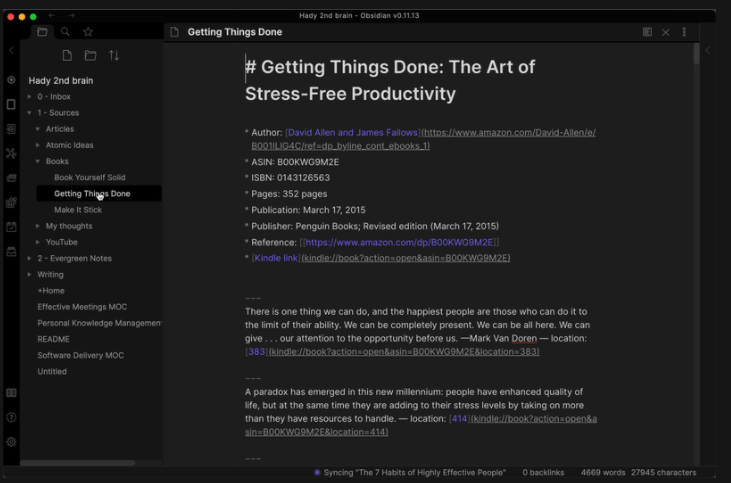 Hady 2nd brain - Obsidian v0.11.13
Getting Things Done
Hady 2nd brain
0 - Inbox
1 - Sources
Articles
Atomic Ideas
Books
Book Yourself Solid
Getting Things Done
Make It Stick
My thoughts
YouTube
2 - Evergreen Notes
Writing
+Home
Effective Meetings MOC
Personal Knowledge Management
README
Software Delivery MOC
Untitled
# Getting Things Done: The Art of
Stress-Free Productivity
* Author: [David Allen and James Fallows](https://www.amazon.com/David-Allen/e/
B001ILIG4C/ref=dp_byline_cont_ebooks_1)
* ASIN: B00KWG9M2E
* ISBN: 0143126563
* Pages: 352 pages
* Publication: March 17, 2015
* Publisher: Penguin Books; Revised edition (March 17, 2015)
* Reference: [[https://www.amazon.com/dp/B00KWG9M2E]]
* [Kindle link](kindle://book?action=open&asin=B00KWG9M2E)
---
There is one thing we can do, and the happiest people are those who can do it to
the limit of their ability. We can be completely present. We can be all here. We can
give . . . our attention to the opportunity before us. —Mark Van Doren — location:
[383](kindle://book?action=open&asin=B00KWG9M2E&location=383)
---
A paradox has emerged in this new millennium: people have enhanced quality of
life, but at the same time they are adding to their stress levels by taking on more
than they have resources to handle. — location: [414](kindle://book?action=open&a
sin=B00KWG9M2E&location=414)
---
Syncing "The 7 Habits of Highly Effective People" 0 backlinks 4669 words 27945 characters